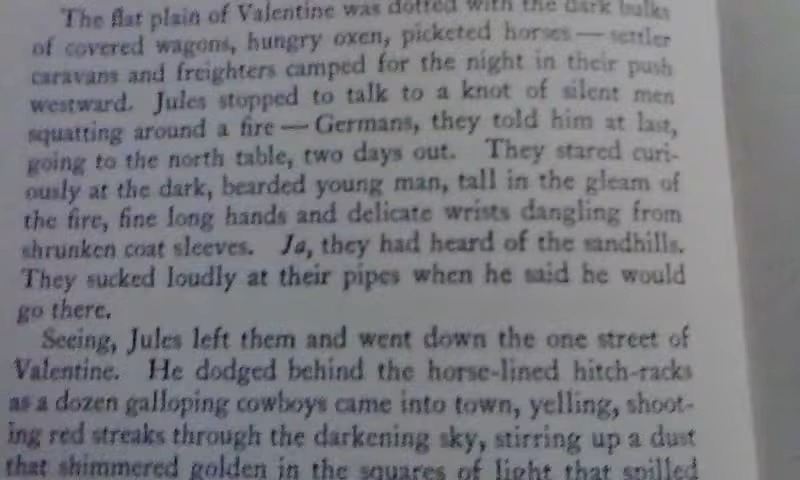 The flat plain of Valentine was dotted with the dark bulks
of covered wagons, hungry oxen, picketed horses — settler
caravans and freighters camped for the night in their push
westward. Jules stopped to talk to a knot of silent men
squatting around a fire — Germans, they told him at last,
going to the north table, two days out. They stared curi-
ously at the dark, bearded young man, tall in the gleam of
the fire, fine long hands and delicate wrists dangling from
shrunken coat sleeves. Ja, they had heard of the sandhills.
They sucked loudly at their pipes when he said he would
go there.
Seeing, Jules left them and went down the one street of
Valentine. He dodged behind the horse-lined hitch-racks
as a dozen galloping cowboys came into town, yelling, shoot-
ing red streaks through the darkening sky, stirring up a dust
that shimmered golden in the squares of light that spilled